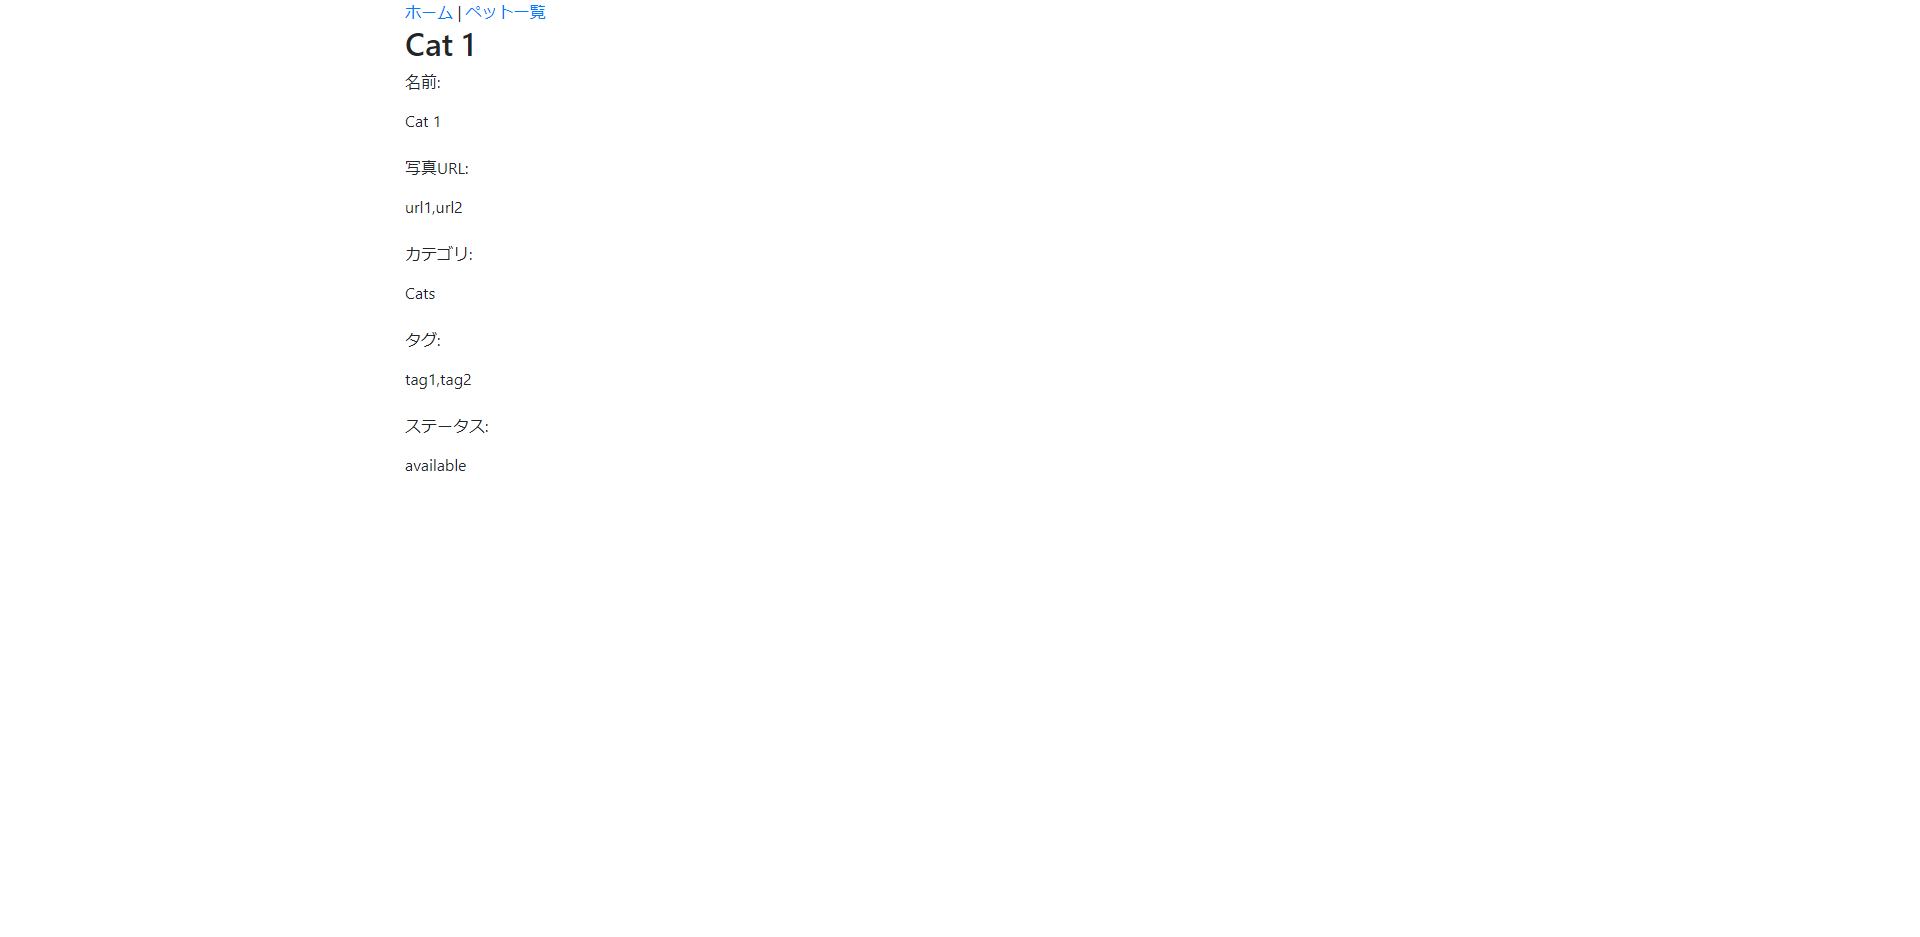 ホーム | ペット一覧
Cat 1
名前:
Cat 1
写真URL:
url1,url2
カテゴリ:
Cats
タグ:
tag1,tag2
ステータス:
available